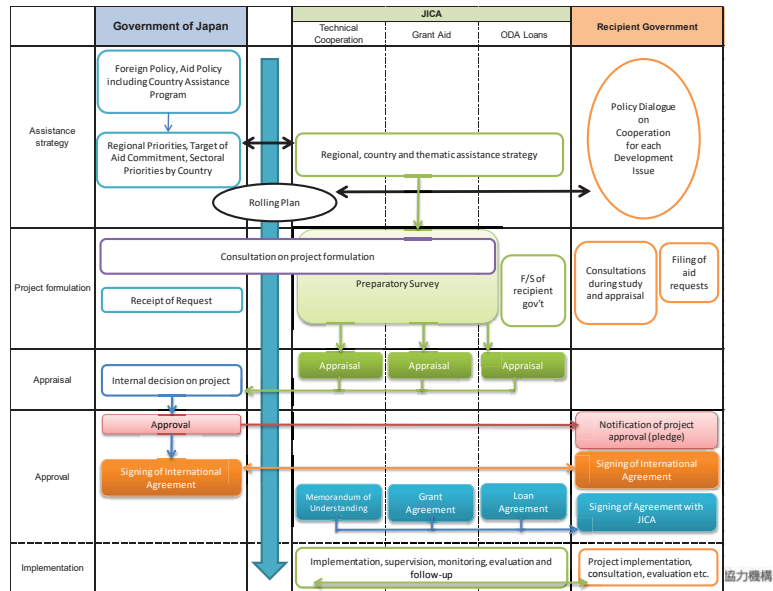 Government of Japan
JICA
Technical
Cooperation
Grant Aid
ODA Loans
Recipient Government
Assistance
strategy
Foreign Policy, Aid Policy
including Country Assistance
Program
Regional Priorities, Target of
Aid Commitment, Sectoral
Priorities by Country
Regional, country and thematic assistance strategy
Policy Dialogue
on
Cooperation
for each
Development
Issue
Rolling Plan
Project formulation
Consultation on project formulation
Preparatory Survey
Receipt of Request
F/S of
recipient
gov't
Consultations
during study
and appraisal
Filing of
aid
requests
Appraisal
Internal decision on project
Appraisal
Appraisal
Appraisal
Approval
Approval
Notification of project
approval (pledge)
Signing of International
Agreement
Signing of International
Agreement
Memorandum of
Understanding
Grant
Agreement
Loan
Agreement
Signing of Agreement with
JICA
Implementation
Implementation, supervision, monitoring, evaluation and
follow-up
Project implementation,
consultation, evaluation etc.
協力機構